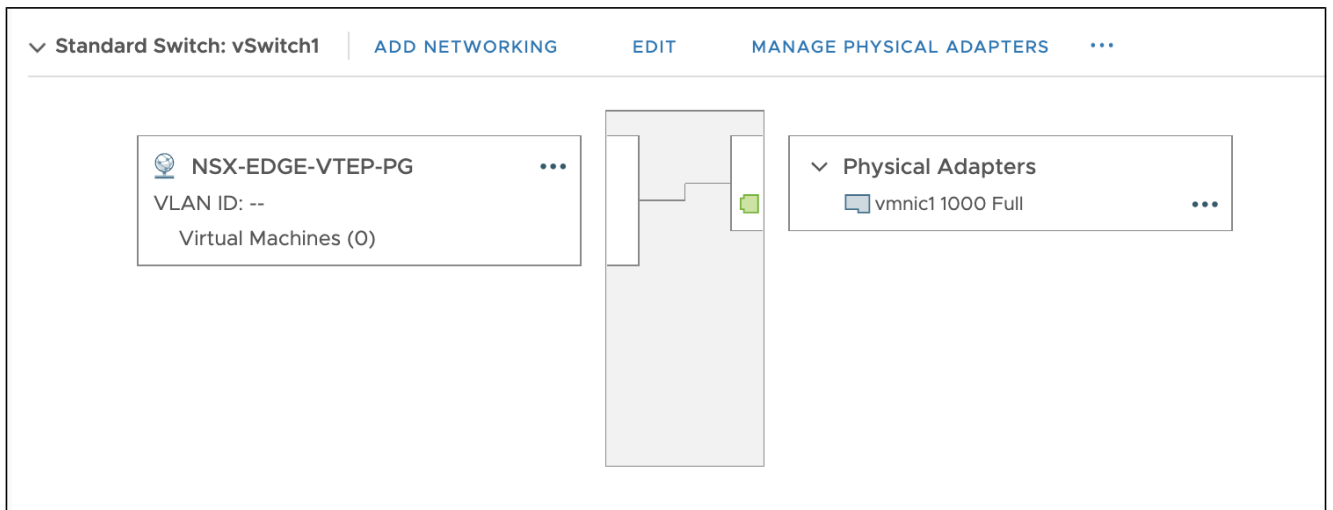 Standard Switch: vSwitch1 ADD NETWORKING EDIT MANAGE PHYSICAL ADAPTERS ...
NSX-EDGE-VTEP-PG ...
VLAN ID: --
Virtual Machines (0)
Physical Adapters
vmnic1 1000 Full ...